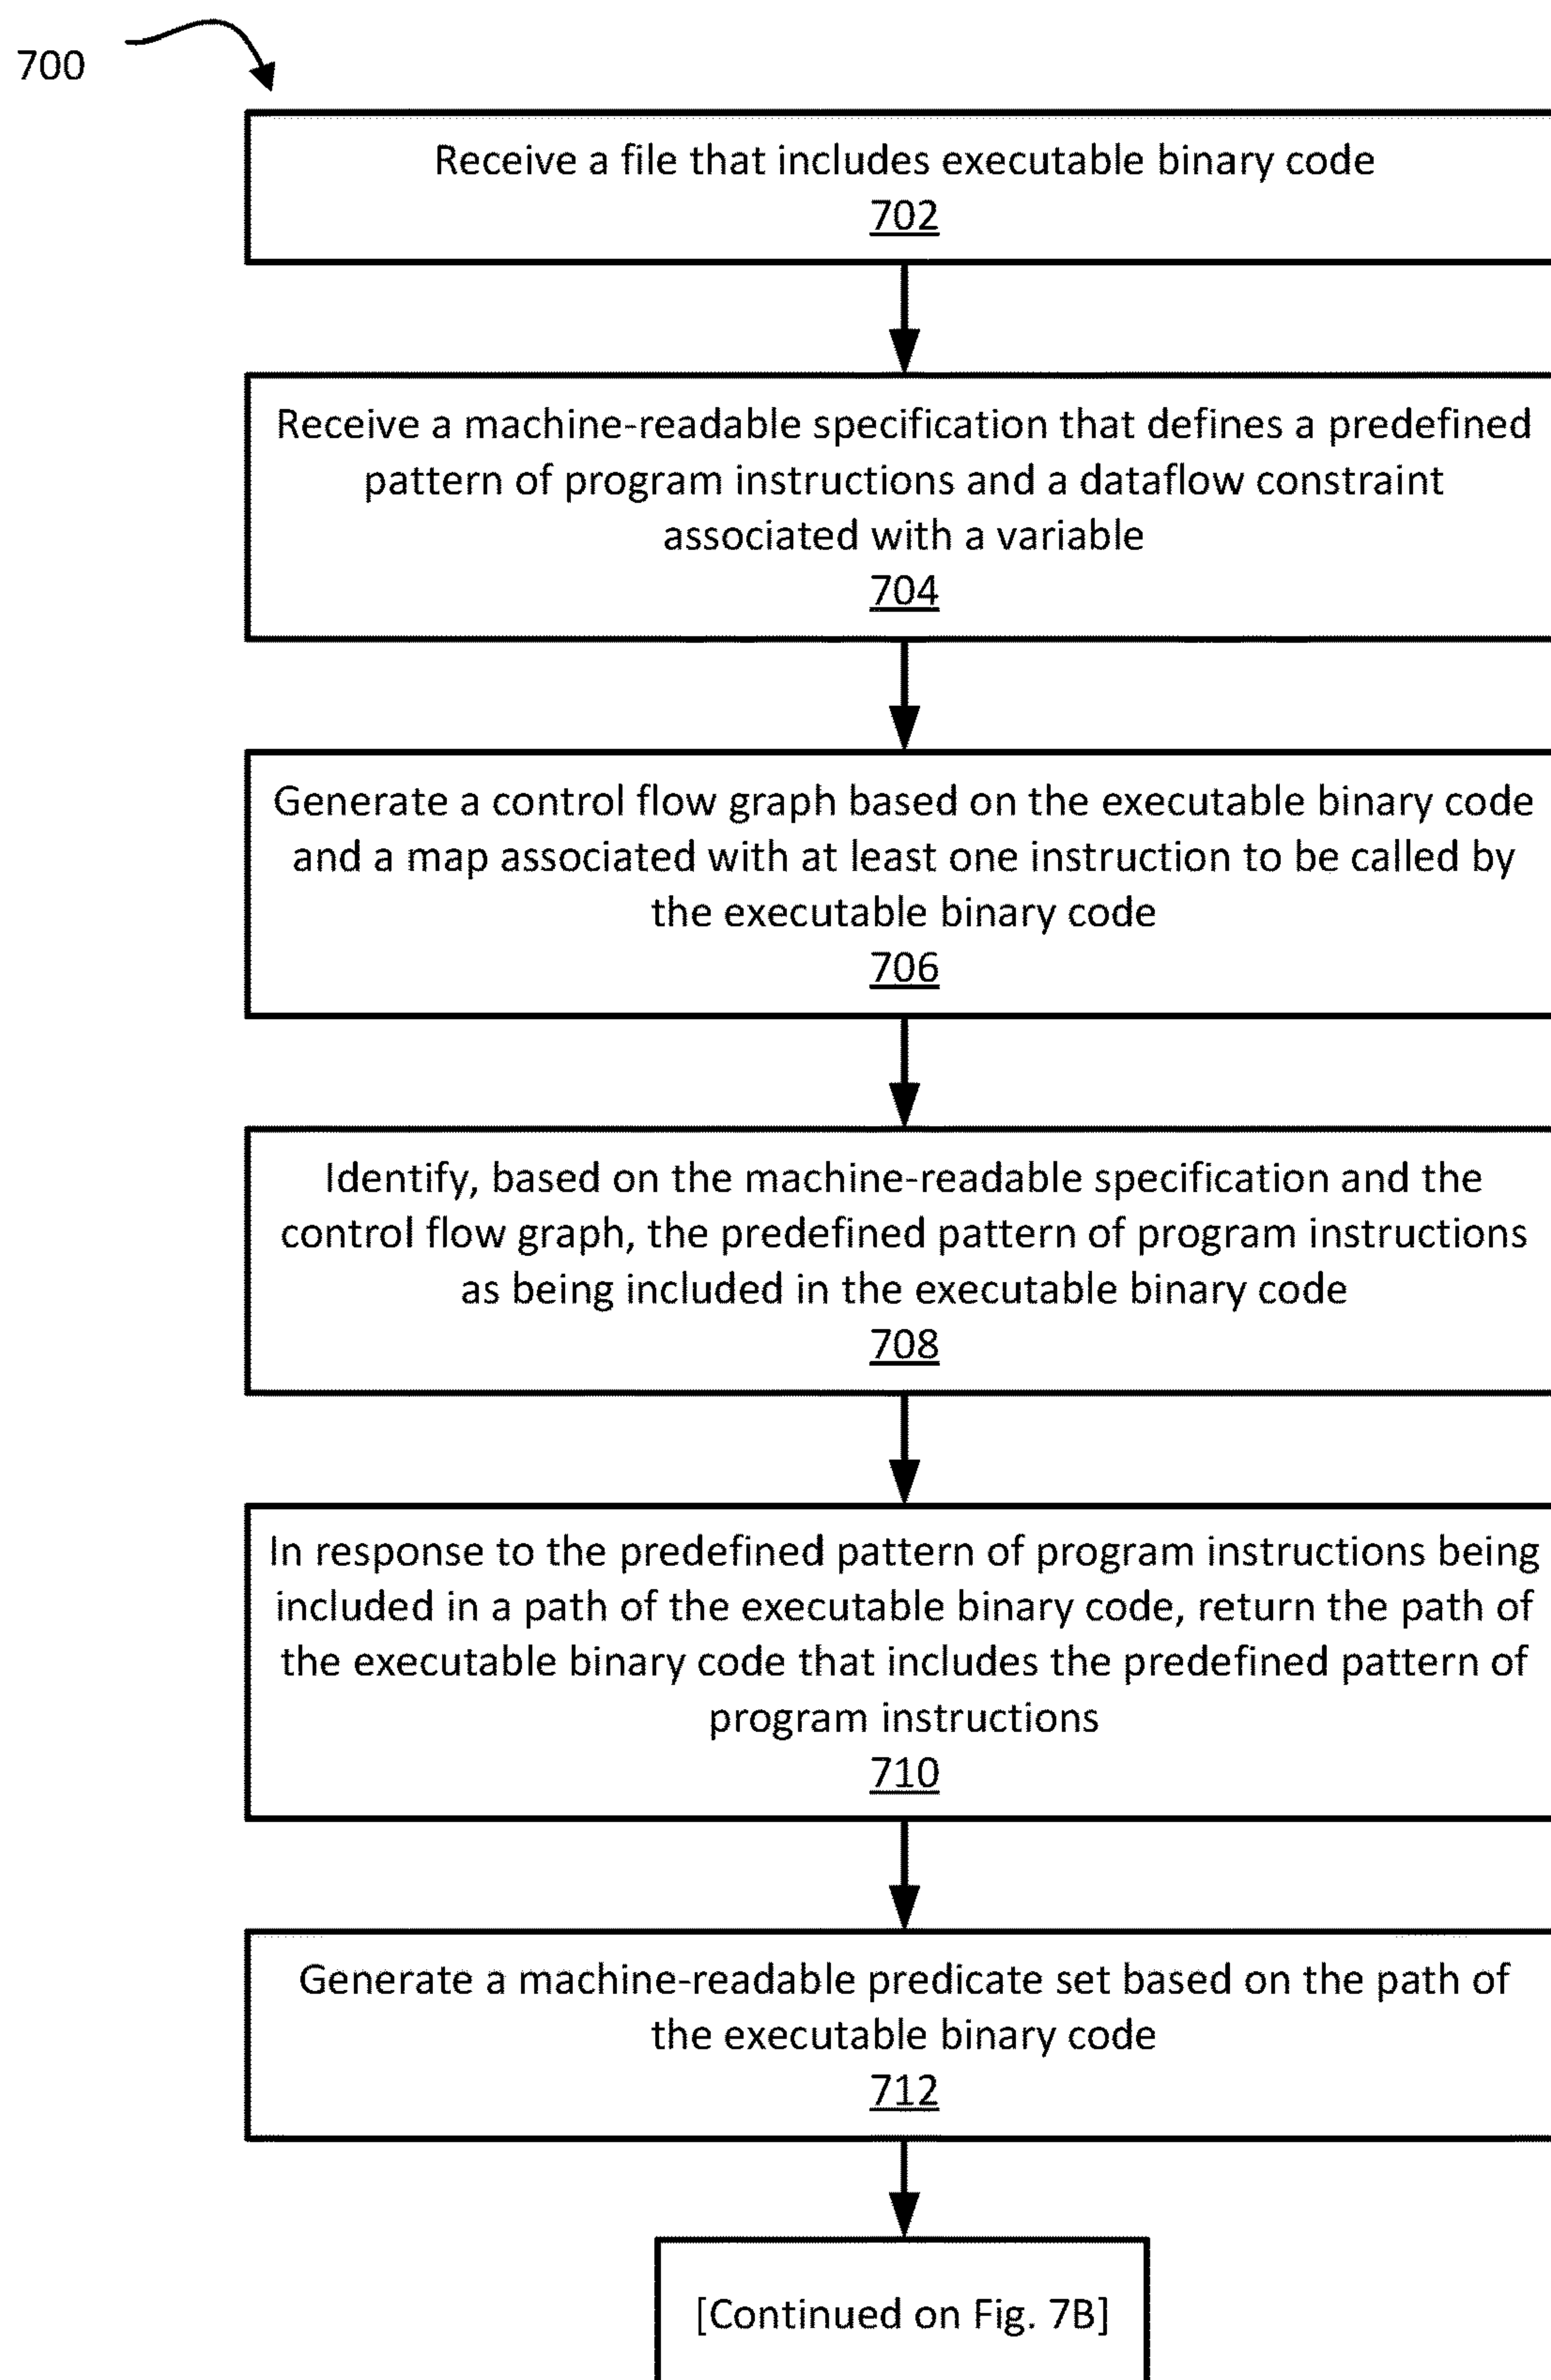 700
Receive a file that includes executable binary code
702
Receive a machine-readable specification that defines a predefined
pattern of program instructions and a dataflow constraint
associated with a variable
704
Generate a control flow graph based on the executable binary code
and a map associated with at least one instruction to be called by
the executable binary code
706
Identify, based on the machine-readable specification and the
control flow graph, the predefined pattern of program instructions
as being included in the executable binary code
708
In response to the predefined pattern of program instructions being
included in a path of the executable binary code, return the path of
the executable binary code that includes the predefined pattern of
program instructions
710
Generate a machine-readable predicate set based on the path of
the executable binary code
712
[Continued on Fig. 7B]